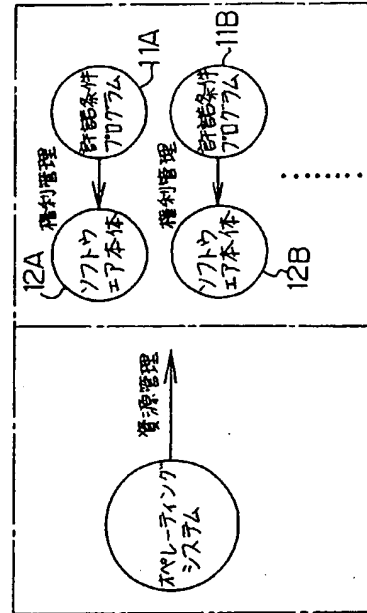 オペレーティング
システム
資源管理
12A
ソフトウ
ェア本体
権利管理
許諾条件
プログラム
11A
12B
ソフトウ
ェア本体
権利管理
許諾条件
プログラム
11B